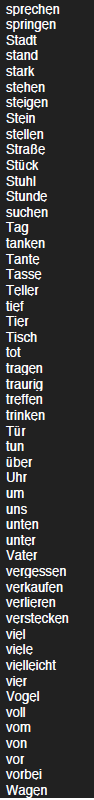 sprechen
springen
Stadt
stand
stark
stehen
steigen
Stein
stellen
Straße
Stück
Stuhl
Stunde
suchen
Tag
tanken
Tante
Tasse
Teller
tief
Tier
Tisch
tot
tragen
traurig
treffen
trinken
Tür
tun
über
Uhr
um
uns
unten
unter
Vater
vergessen
verkaufen
verlieren
verstecken
viel
viele
vielleicht
vier
Vogel
voll
vom
von
vor
vorbei
Wagen